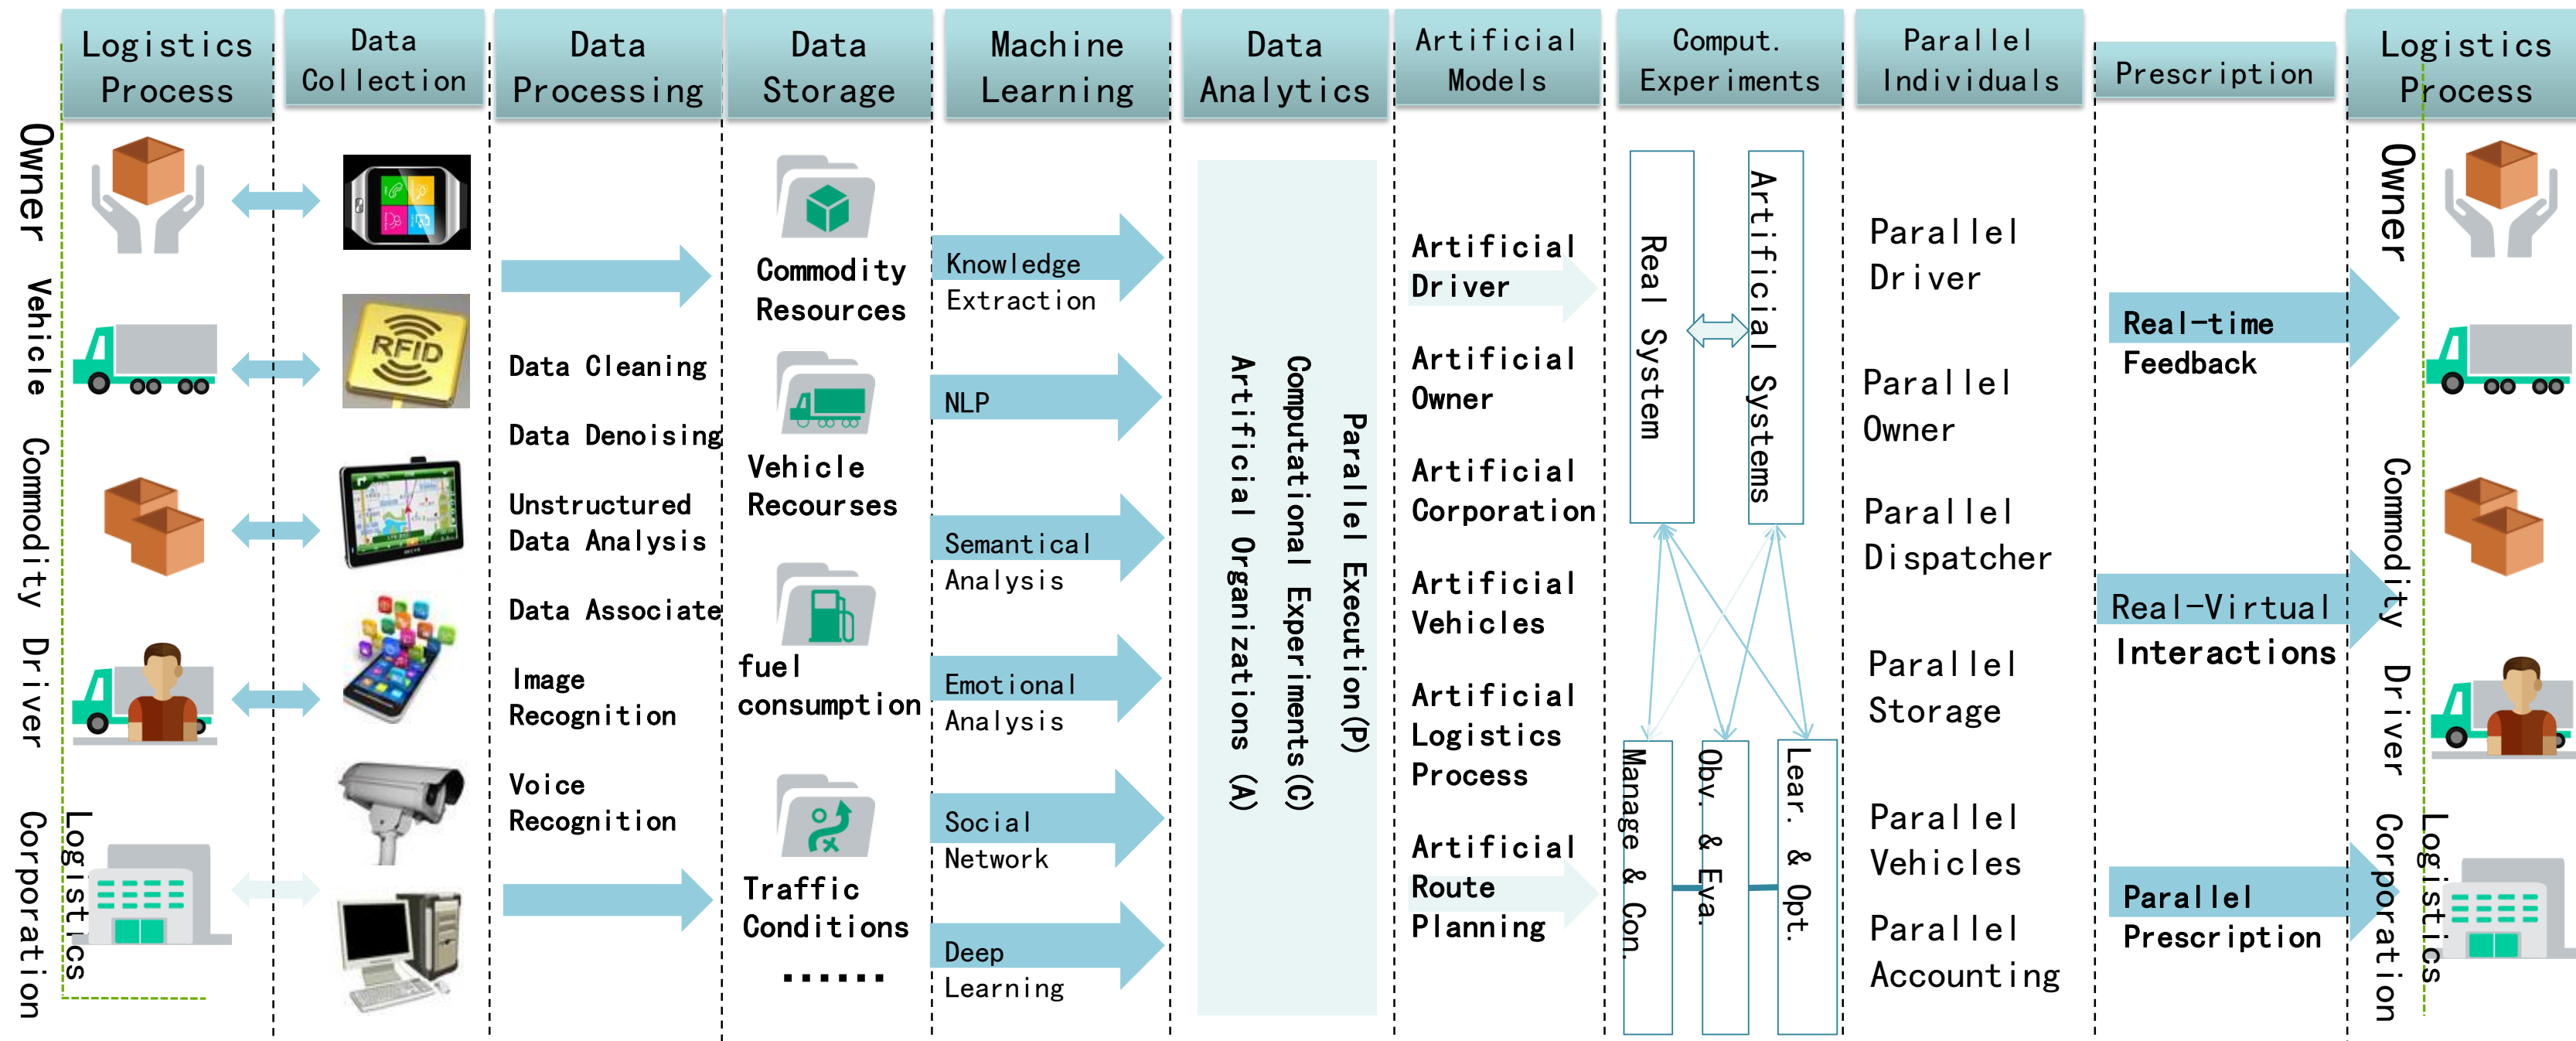 Logistics
Process
Data
Collection
Data
Processing
Data
Storage
Machine
Learning
Data
Analytics
Artificial
Models
Comput.
Experiments
Parallel
Individuals
Prescription
Logistics
Process
Owner
Vehicle
Commodity
Driver
Logistics
Corporation
RFID
Data Cleaning
Data Denoising
Unstructured
Data Analysis
Data Associate
Image
Recognition
Voice
Recognition
Commodity
Resources
Vehicle
Recourses
fuel
consumption
Traffic
Conditions
......
Knowledge
Extraction
NLP
Semantical
Analysis
Emotional
Analysis
Social
Network
Deep
Learning
Parallel Execution(P)
Computational Experiments(C)
Artificial Organizations (A)
Artificial
Driver
Artificial
Owner
Artificial
Corporation
Artificial
Vehicles
Artificial
Logistics
Process
Artificial
Route
Planning
Real System
Artificial Systems
Manage & Con.
Obv. & Eva.
Lear. & Opt.
Parallel
Driver
Parallel
Owner
Parallel
Dispatcher
Parallel
Storage
Parallel
Vehicles
Parallel
Accounting
Real-time
Feedback
Real-Virtual
Interactions
Parallel
Prescription
Owner
Commodity
Driver
Logistics
Corporation